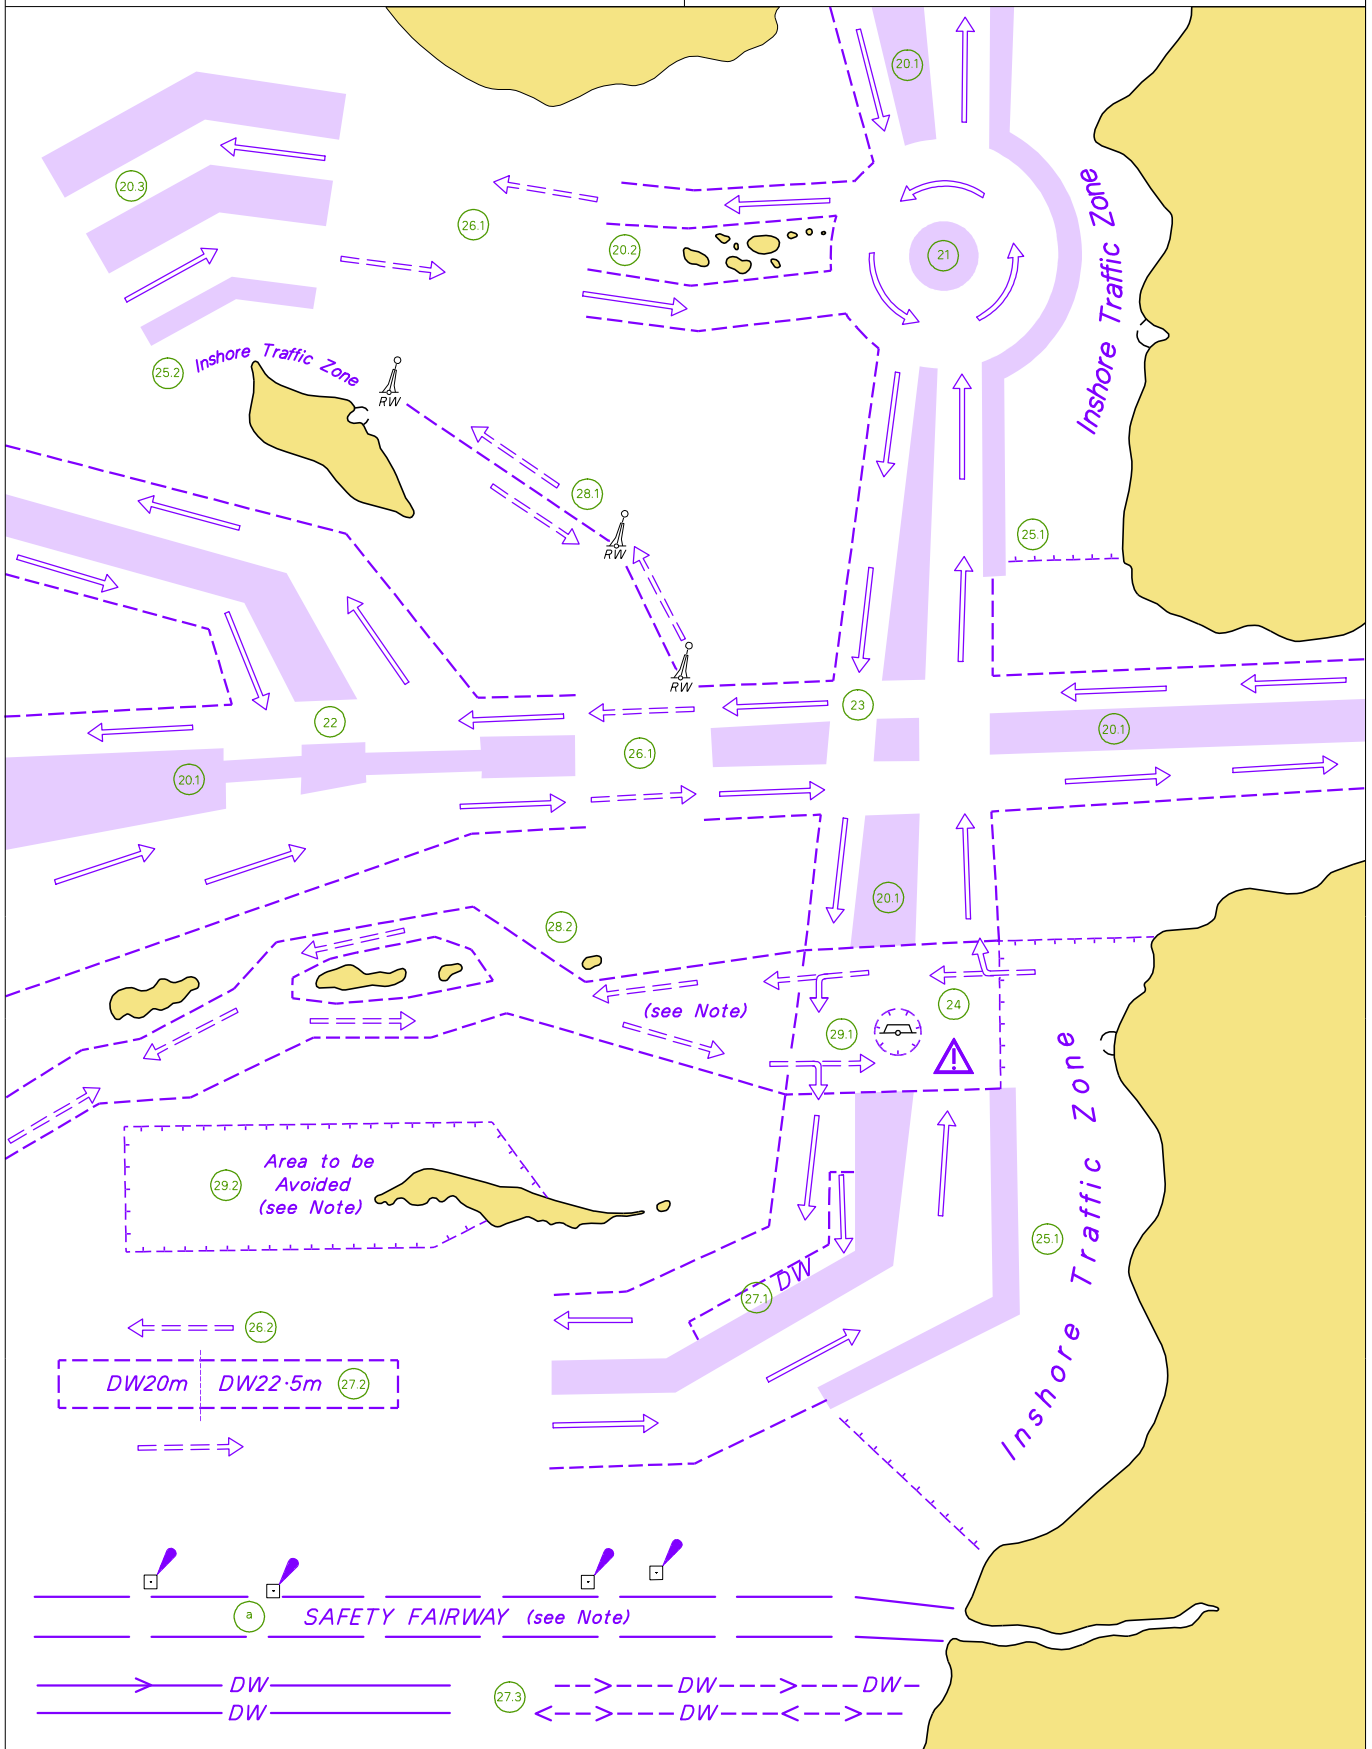 20.1
20.3
26.1
20.2
21
Inshore Traffic Zone
25.2
Inshore Traffic Zone
RW
28.1
RW
25.1
RW
23
22
26.1
20.1
20.1
20.1
28.2
(see Note)
24
29.1
Inshore Traffic Zone
Area to be
Avoided
(see Note)
29.2
25.1
DW
27.1
26.2
DW20m
DW22·5m
27.2
a
SAFETY FAIRWAY (see Note)
DW
DW
27.3
DW
DW
DW